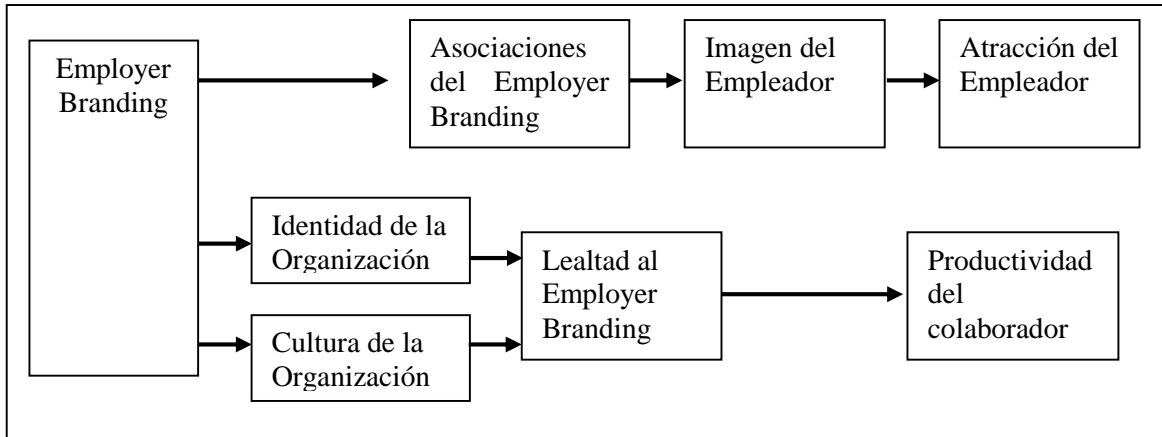 Employer
Branding
Asociaciones
del Employer
Branding
Imagen del
Empleador
Atracción del
Empleador
Identidad de la
Organización
Cultura de la
Organización
Lealtad al
Employer
Branding
Productividad
del
colaborador